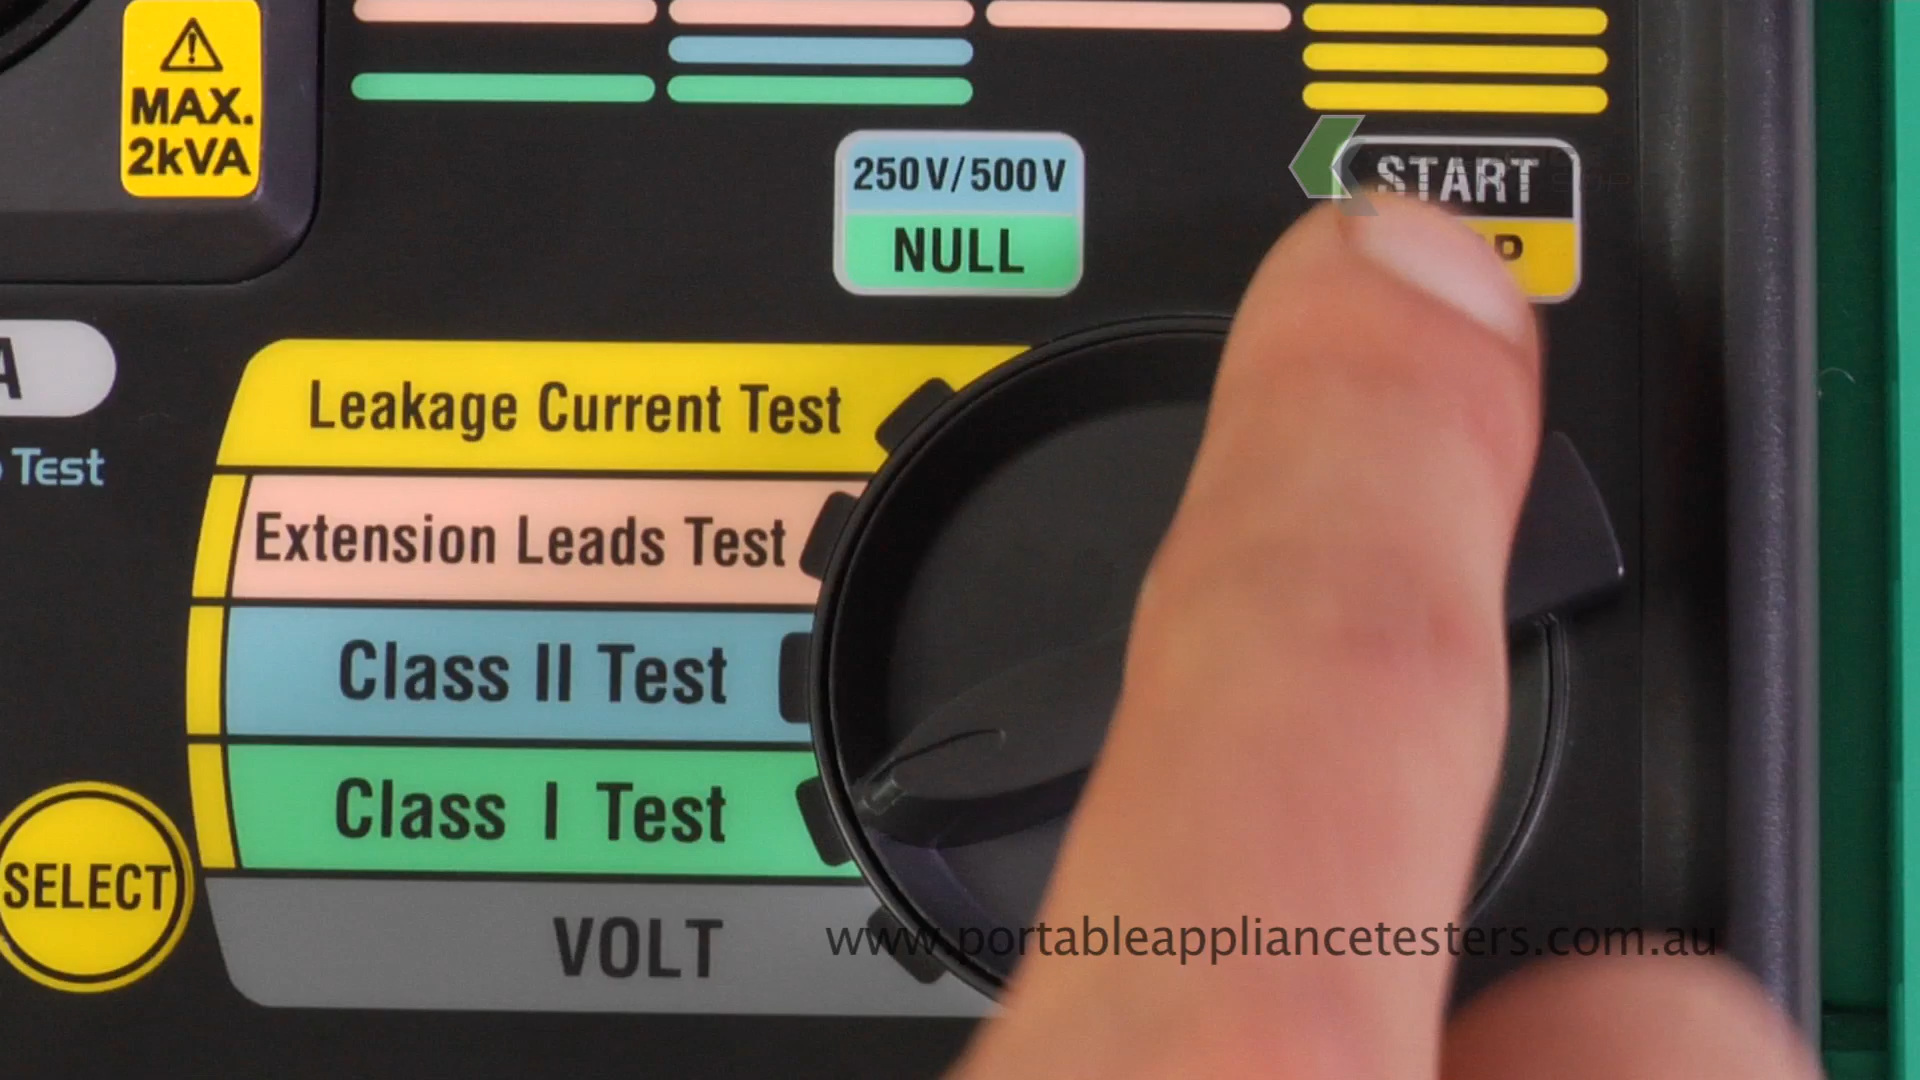 MAX.
2kVA
250V/500V
NULL
START
A
Test
Leakage Current Test
Extension Leads Test
Class II Test
Class I Test
SELECT
VOLT
www.portableappliancetesters.com.au